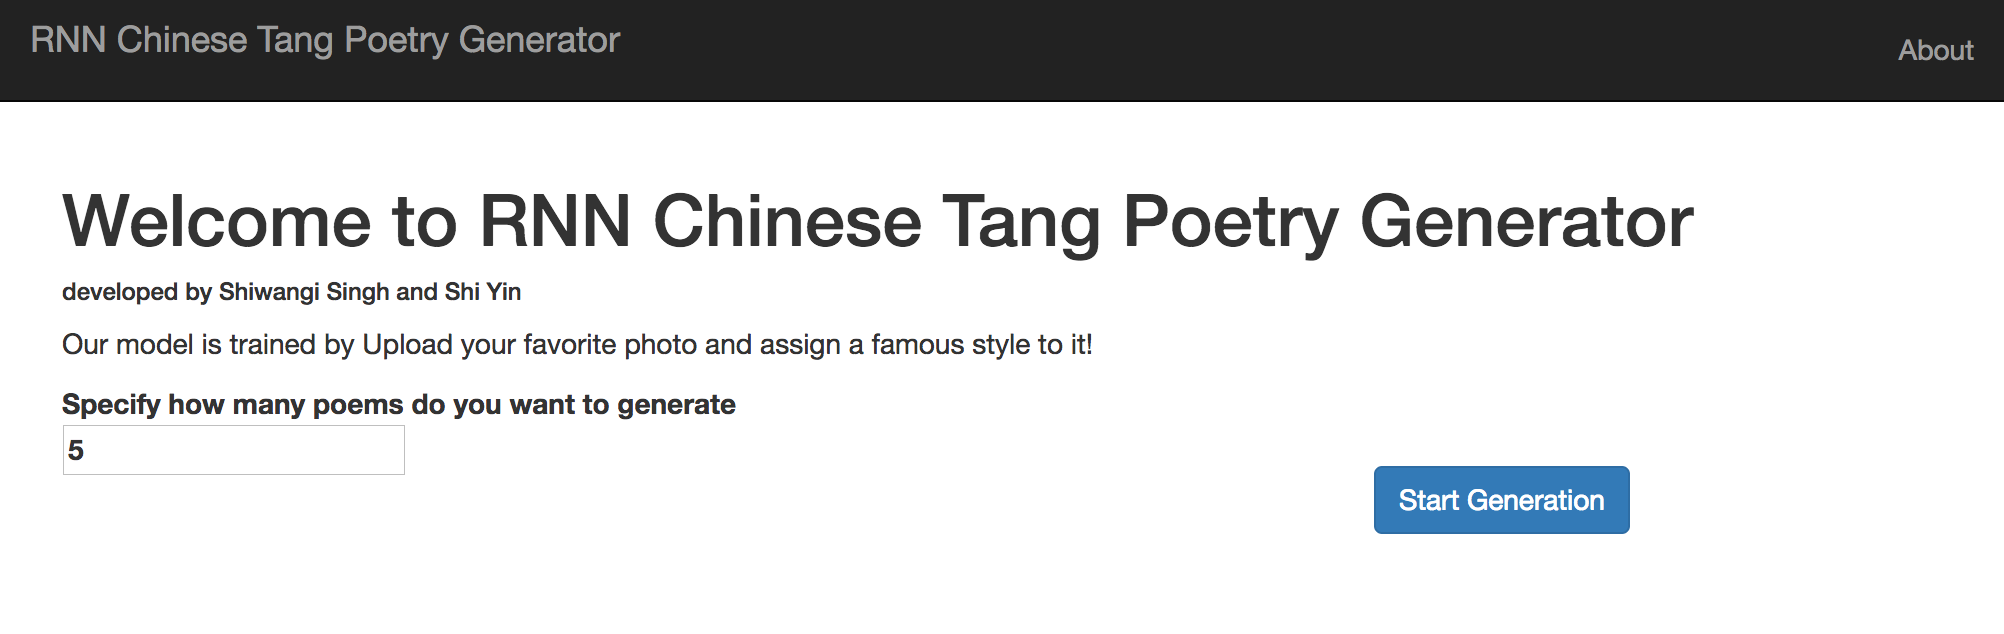 RNN Chinese Tang Poetry Generator
About
Welcome to RNN Chinese Tang Poetry Generator
developed by Shiwangi Singh and Shi Yin
Our model is trained by Upload your favorite photo and assign a famous style to it!
Specify how many poems do you want to generate
5
Start Generation